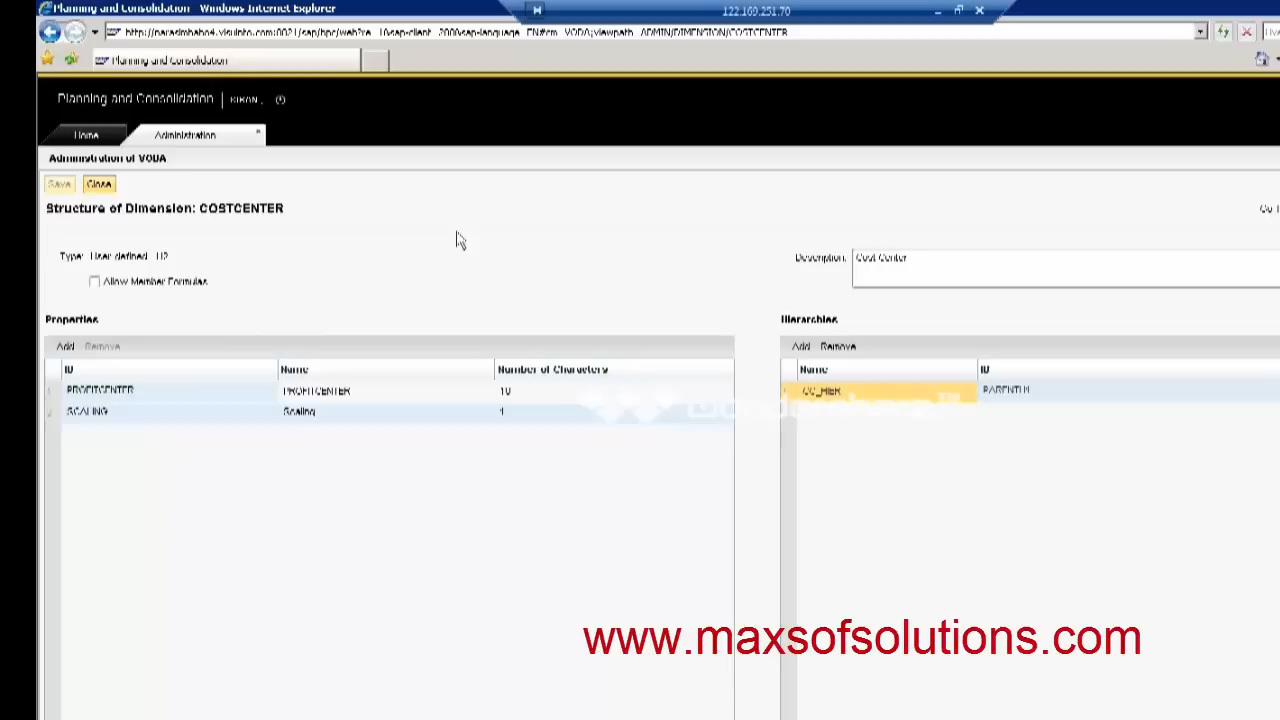 Planning and Consolidation - Windows Internet Explorer
122.169.251.70
Planning and Consolidation
Planning and Consolidation
Home
Administration
Administration of VODA
Save Close
Structure of Dimension: COSTCENTER
Type: User defined - U2
Description: Cost Center
Allow Member Formulas
Properties
Hierarchies
Add Remove
Add Remove
ID Name Number of Characters
Name ID
PROFITCENTER PROFITCENTER 10
CC_HIER PARENTH1
SCALING Scaling 1
www.maxsofsolutions.com